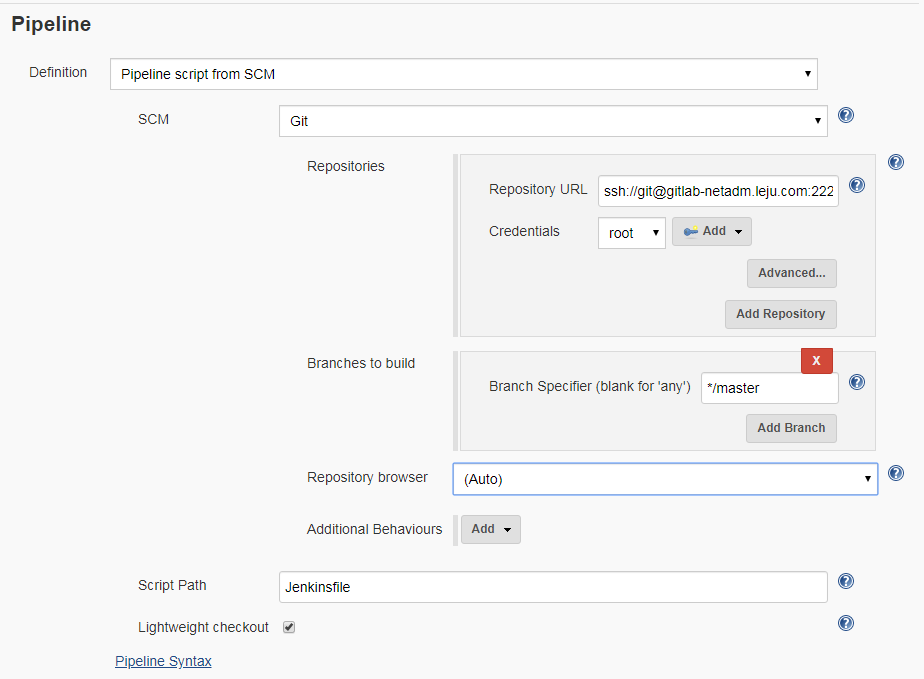 Pipeline
Definition Pipeline script from SCM
SCM Git
Repositories
Repository URL ssh://git@gitlab-netadm.leju.com:222
Credentials root Add
Advanced...
Add Repository
Branches to build
X
Branch Specifier (blank for 'any') */master
Add Branch
Repository browser (Auto)
Additional Behaviours Add
Script Path Jenkinsfile
Lightweight checkout
Pipeline Syntax